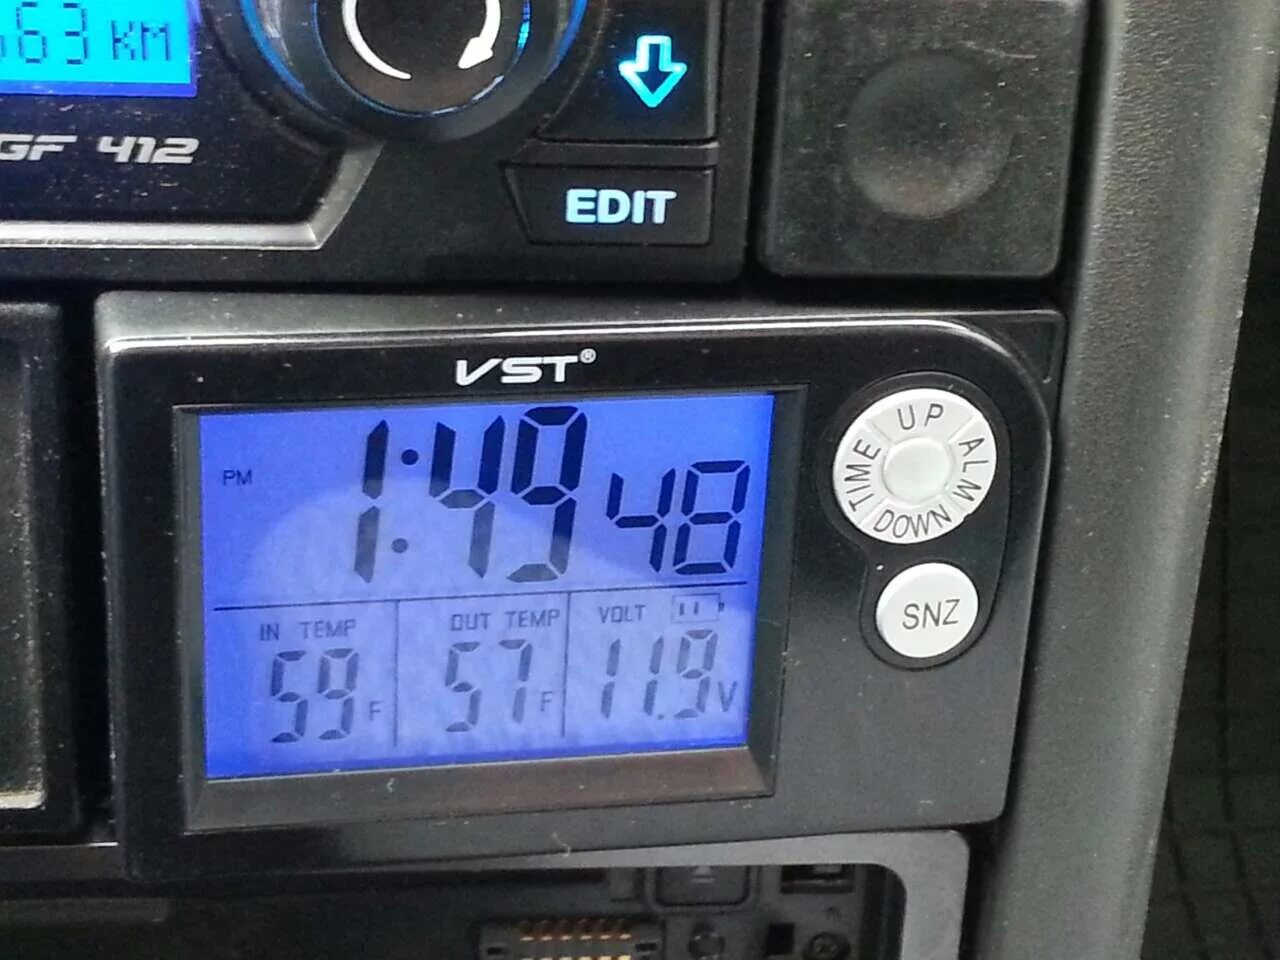 63 KM
GF 412
EDIT
VST®
PM 1:49 48
IN TEMP
59 F
OUT TEMP
57 F
VOLT
11.9 V
UP
TIME
ALM
DOWN
SNZ